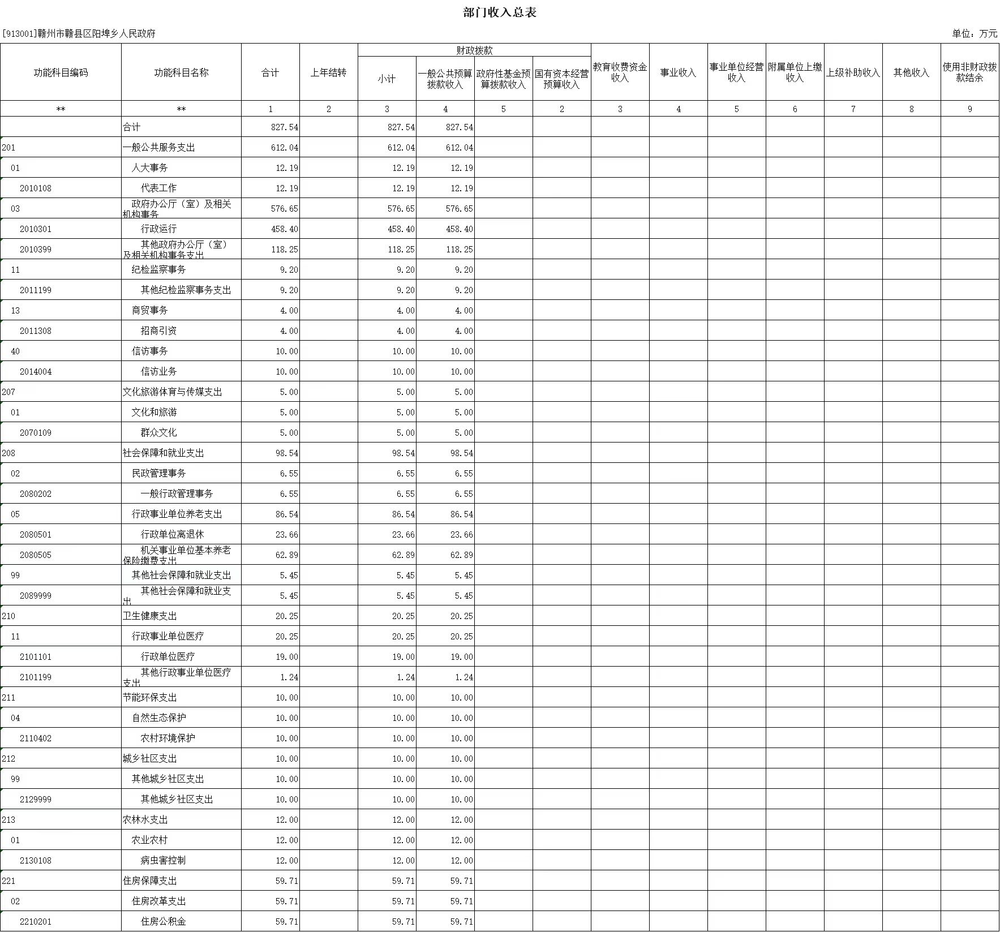 部门收入总表
[913001]赣州市赣县区阳埠乡人民政府 单位：万元
功能科目编码 功能科目名称 合计 上年结转 财政拨款 教育收费资金收入 事业收入 事业单位经营收入 附属单位上缴收入 上级补助收入 其他收入 使用非财政拨款结余
小计 一般公共预算拨款收入 政府性基金预算拨款收入 国有资本经营预算收入
** ** 1 2 3 4 5 2 3 4 5 6 7 8 9
合计 827.54 827.54 827.54
201 一般公共服务支出 612.04 612.04 612.04
01 人大事务 12.19 12.19 12.19
2010108 代表工作 12.19 12.19 12.19
03 政府办公厅（室）及相关机构事务 576.65 576.65 576.65
2010301 行政运行 458.40 458.40 458.40
2010399 其他政府办公厅（室）及相关机构事务支出 118.25 118.25 118.25
11 纪检监察事务 9.20 9.20 9.20
2011199 其他纪检监察事务支出 9.20 9.20 9.20
13 商贸事务 4.00 4.00 4.00
2011308 招商引资 4.00 4.00 4.00
40 信访事务 10.00 10.00 10.00
2014004 信访业务 10.00 10.00 10.00
207 文化旅游体育与传媒支出 5.00 5.00 5.00
01 文化和旅游 5.00 5.00 5.00
2070109 群众文化 5.00 5.00 5.00
208 社会保障和就业支出 98.54 98.54 98.54
02 民政管理事务 6.55 6.55 6.55
2080202 一般行政管理事务 6.55 6.55 6.55
05 行政事业单位养老支出 86.54 86.54 86.54
2080501 行政单位离退休 23.66 23.66 23.66
2080505 机关事业单位基本养老保险缴费支出 62.89 62.89 62.89
99 其他社会保障和就业支出 5.45 5.45 5.45
2089999 其他社会保障和就业支出 5.45 5.45 5.45
210 卫生健康支出 20.25 20.25 20.25
11 行政事业单位医疗 20.25 20.25 20.25
2101101 行政单位医疗 19.00 19.00 19.00
2101199 其他行政事业单位医疗支出 1.24 1.24 1.24
211 节能环保支出 10.00 10.00 10.00
04 自然生态保护 10.00 10.00 10.00
2110402 农村环境保护 10.00 10.00 10.00
212 城乡社区支出 10.00 10.00 10.00
99 其他城乡社区支出 10.00 10.00 10.00
2129999 其他城乡社区支出 10.00 10.00 10.00
213 农林水支出 12.00 12.00 12.00
01 农业农村 12.00 12.00 12.00
2130108 病虫害控制 12.00 12.00 12.00
221 住房保障支出 59.71 59.71 59.71
02 住房改革支出 59.71 59.71 59.71
2210201 住房公积金 59.71 59.71 59.71